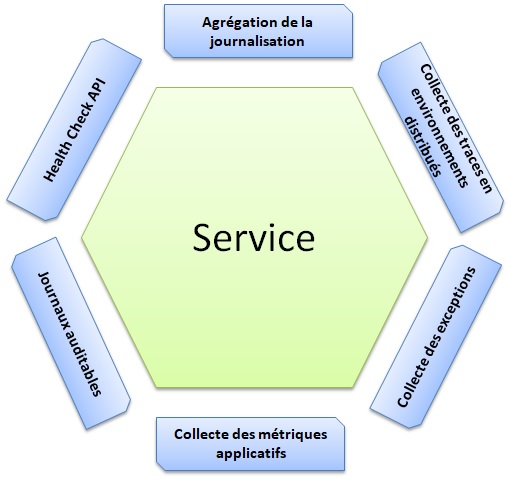 Agrégation de la
journalisation
Health Check API
Collecte des traces en
environnements
distribués
Service
Journaux auditables
Collecte des exceptions
Collecte des métriques
applicatifs